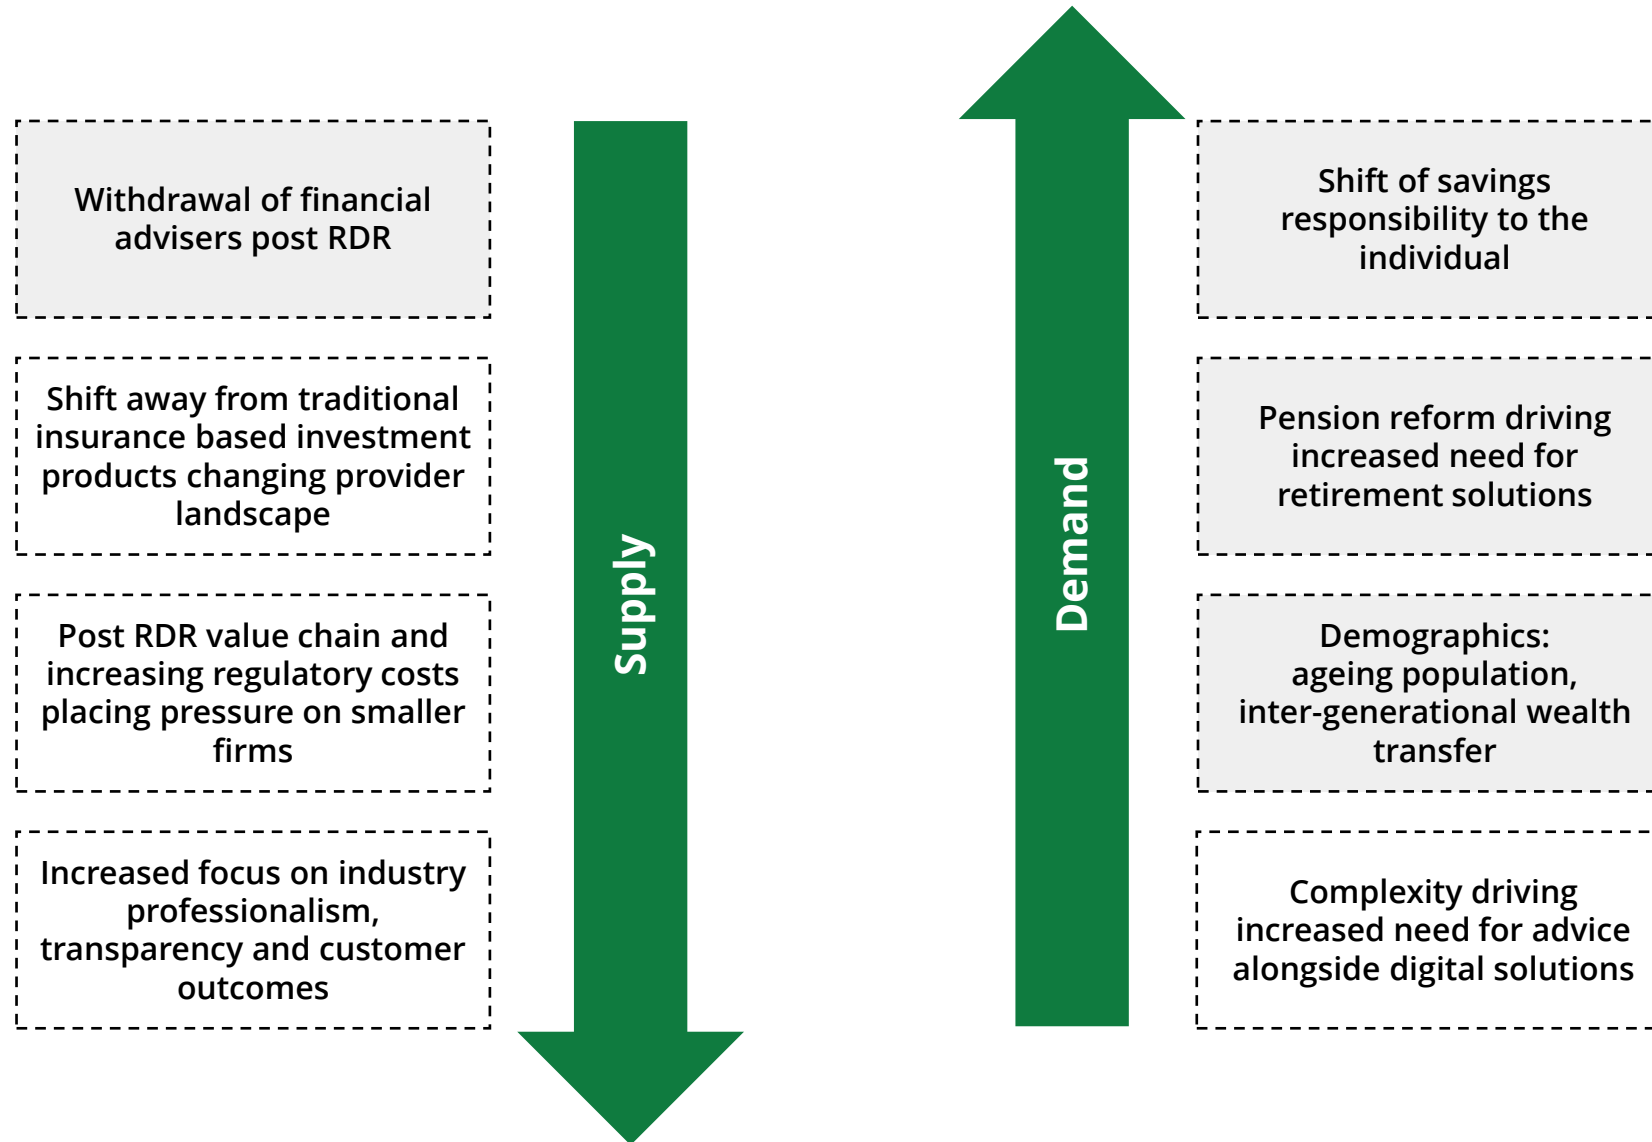 Withdrawal of financial
advisers post RDR
Shift away from traditional
insurance based investment
products changing provider
landscape
Post RDR value chain and
increasing regulatory costs
placing pressure on smaller
firms
Increased focus on industry
professionalism,
transparency and customer
outcomes
Supply
Demand
Shift of savings
responsibility to the
individual
Pension reform driving
increased need for
retirement solutions
Demographics:
ageing population,
inter-generational wealth
transfer
Complexity driving
increased need for advice
alongside digital solutions